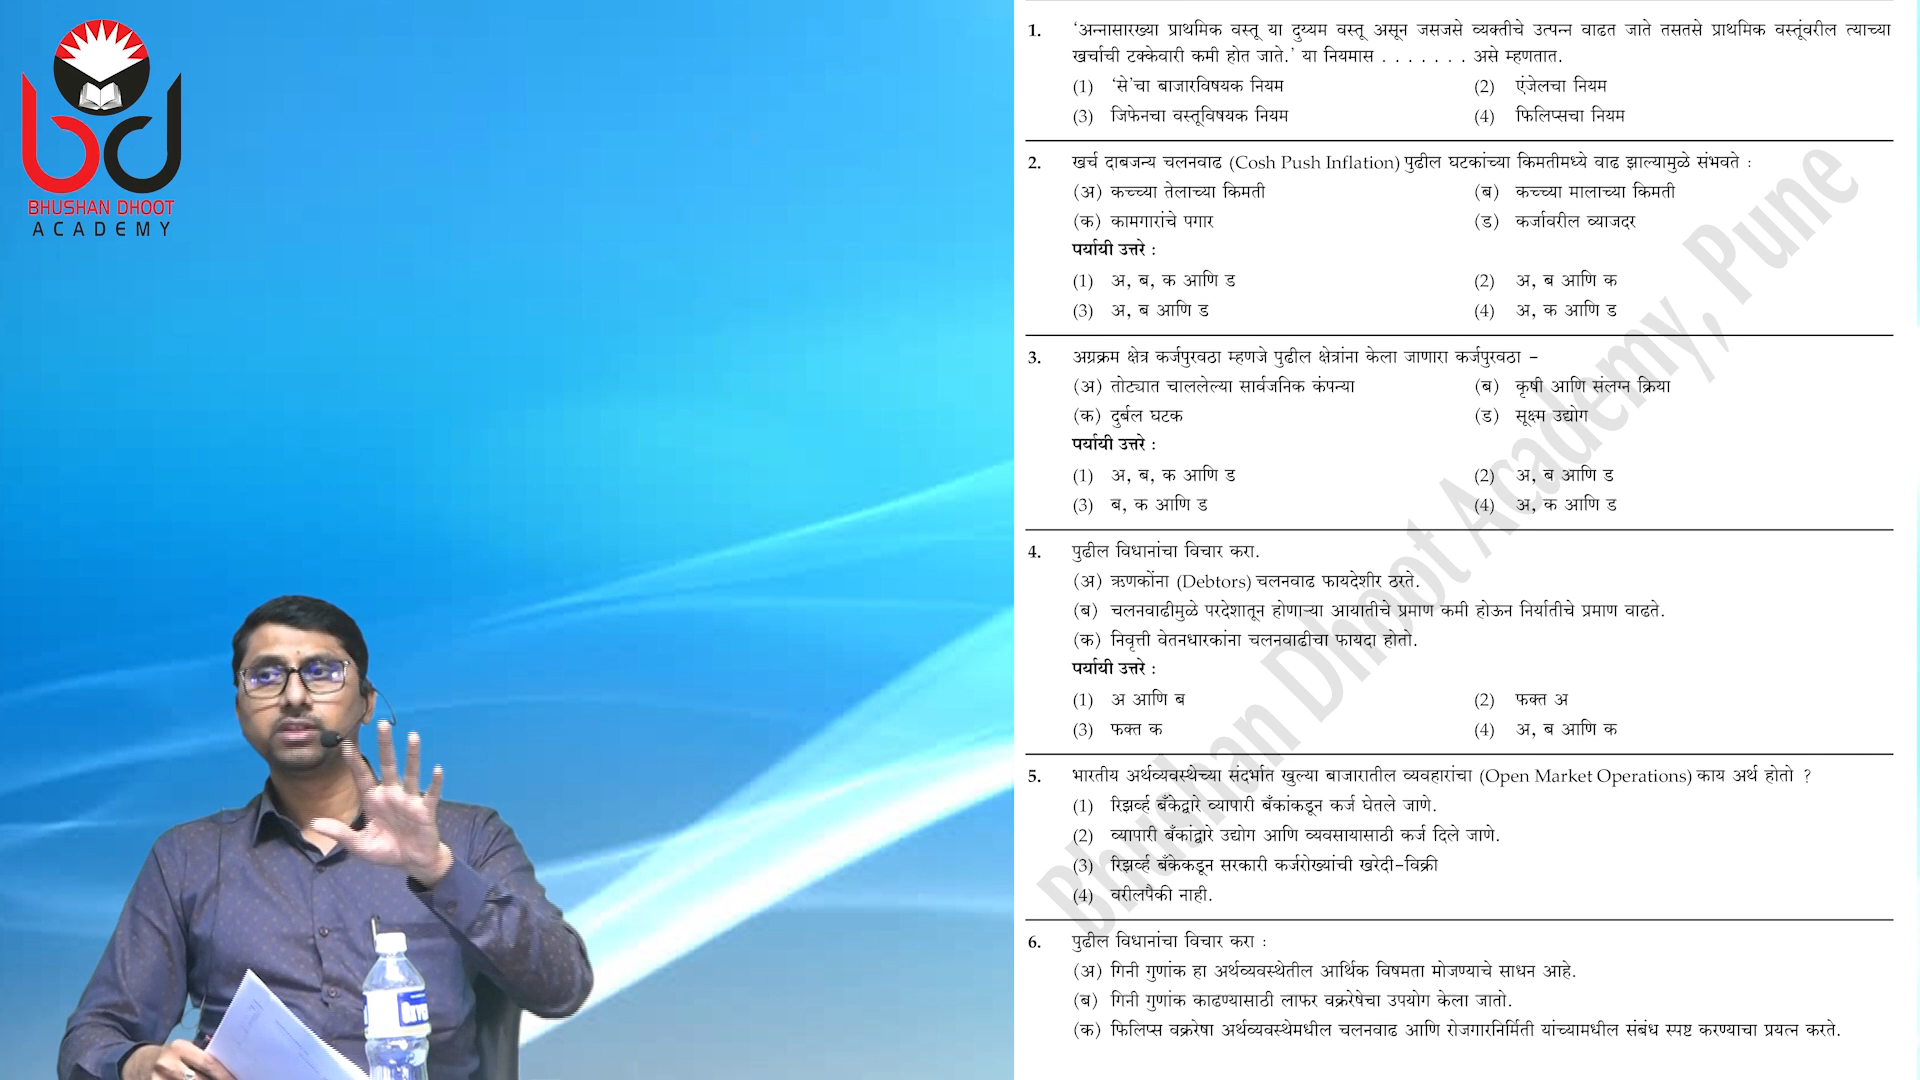 BHUSHAN DHOOT
ACADEMY
1. ‘अन्नासारख्या प्राथमिक वस्तू या दुय्यम वस्तू असून जसजसे व्यक्तीचे उत्पन्न वाढत जाते तसतसे प्राथमिक वस्तूंवरील त्याच्या
खर्चाची टक्केवारी कमी होत जाते.’ या नियमास . . . . . . . असे म्हणतात.
(1) ‘से’चा बाजारविषयक नियम (2) एंजेलचा नियम
(3) जिफेनचा वस्तूविषयक नियम (4) फिलिप्सचा नियम
2. खर्च दाबजन्य चलनवाढ (Cosh Push Inflation) पुढील घटकांच्या किमतीमध्ये वाढ झाल्यामुळे संभवते :
(अ) कच्च्या तेलाच्या किमती (ब) कच्च्या मालाच्या किमती
(क) कामगारांचे पगार (ड) कर्जावरील व्याजदर
पर्यायी उत्तरे :
(1) अ, ब, क आणि ड (2) अ, ब आणि क
(3) अ, ब आणि ड (4) अ, क आणि ड
3. अग्रक्रम क्षेत्र कर्जपुरवठा म्हणजे पुढील क्षेत्रांना केला जाणारा कर्जपुरवठा –
(अ) तोट्यात चाललेल्या सार्वजनिक कंपन्या (ब) कृषी आणि संलग्न क्रिया
(क) दुर्बल घटक (ड) सूक्ष्म उद्योग
पर्यायी उत्तरे :
(1) अ, ब, क आणि ड (2) अ, ब आणि ड
(3) ब, क आणि ड (4) अ, क आणि ड
4. पुढील विधानांचा विचार करा.
(अ) ऋणकोंना (Debtors) चलनवाढ फायदेशीर ठरते.
(ब) चलनवाढीमुळे परदेशातून होणाऱ्या आयातीचे प्रमाण कमी होऊन निर्यातीचे प्रमाण वाढते.
(क) निवृत्ती वेतनधारकांना चलनवाढीचा फायदा होतो.
पर्यायी उत्तरे :
(1) अ आणि ब (2) फक्त अ
(3) फक्त क (4) अ, ब आणि क
5. भारतीय अर्थव्यवस्थेच्या संदर्भात खुल्या बाजारातील व्यवहारांचा (Open Market Operations) काय अर्थ होतो ?
(1) रिझर्व्ह बँकेद्वारे व्यापारी बँकांकडून कर्ज घेतले जाणे.
(2) व्यापारी बँकांद्वारे उद्योग आणि व्यवसायासाठी कर्ज दिले जाणे.
(3) रिझर्व्ह बँकेकडून सरकारी कर्जरोख्यांची खरेदी–विक्री
(4) वरीलपैकी नाही.
6. पुढील विधानांचा विचार करा :
(अ) गिनी गुणांक हा अर्थव्यवस्थेतील आर्थिक विषमता मोजण्याचे साधन आहे.
(ब) गिनी गुणांक काढण्यासाठी लाफर वक्ररेषेचा उपयोग केला जातो.
(क) फिलिप्स वक्ररेषा अर्थव्यवस्थेमधील चलनवाढ आणि रोजगारनिर्मिती यांच्यामधील संबंध स्पष्ट करण्याचा प्रयत्न करते.
Bhushan Dhoot Academy, Pune